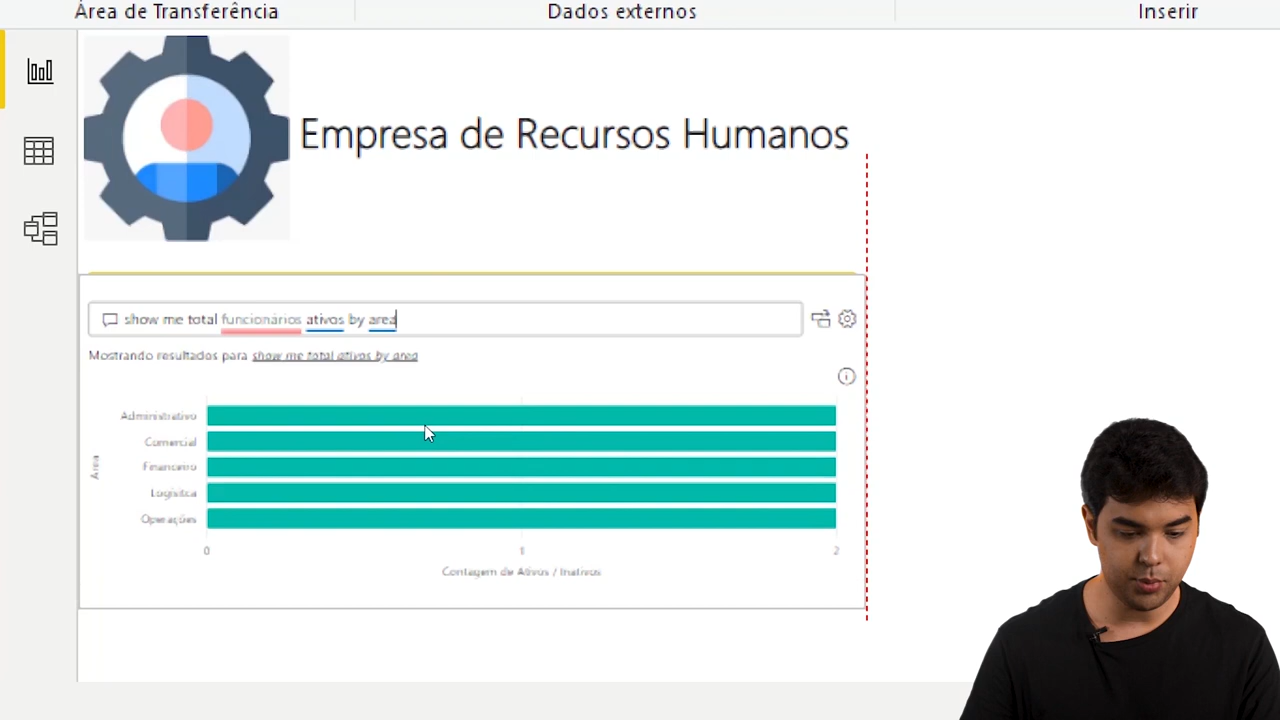 Área de Transferência
Dados externos
Inserir
Empresa de Recursos Humanos
show me total funcionários ativos by area
Mostrando resultados para show me total ativos by area
Área
Administrativo
Comercial
Financeiro
Logísitca
Operações
0
1
2
Contagem de Ativos / Inativos